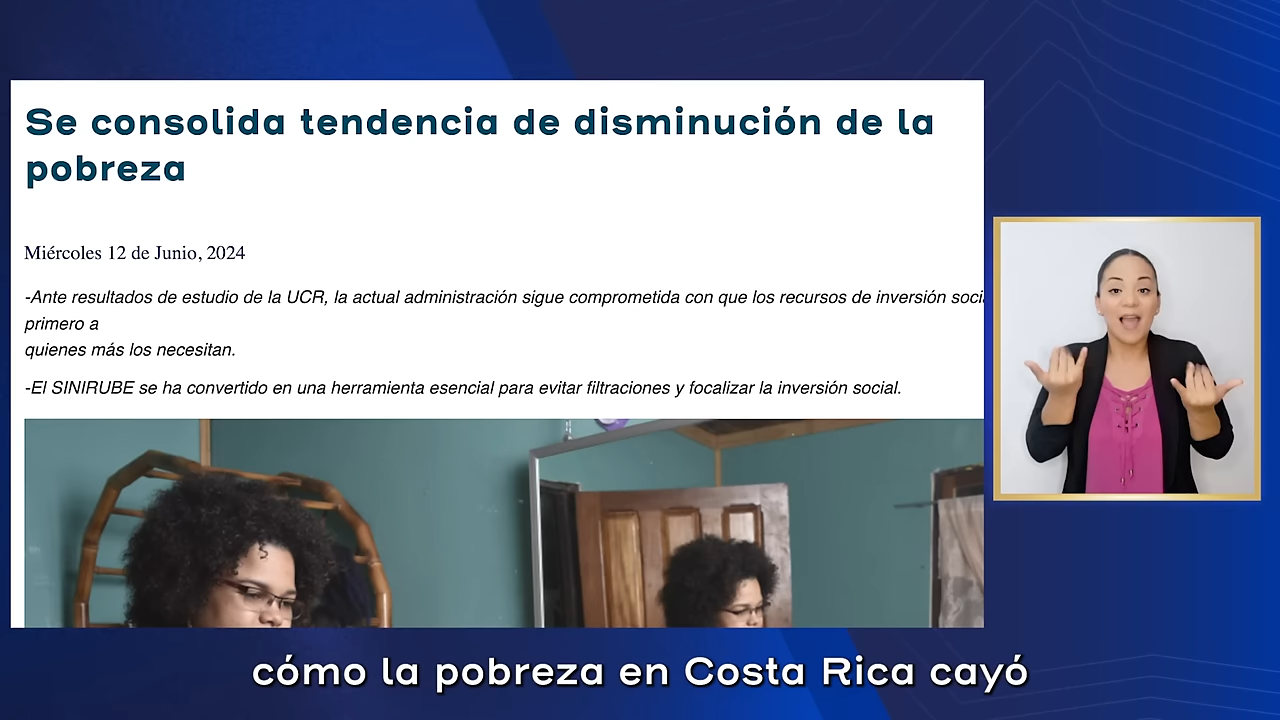 Se consolida tendencia de disminución de la
pobreza
Miércoles 12 de Junio, 2024
-Ante resultados de estudio de la UCR, la actual administración sigue comprometida con que los recursos de inversión
primero a
quienes más los necesitan.
-El SINIRUBE se ha convertido en una herramienta esencial para evitar filtraciones y focalizar la inversión social.
cómo la pobreza en Costa Rica cayó